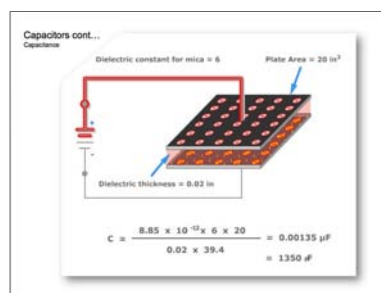 Capacitors cont…
Capacitance
Dielectric constant for mica = 6
Plate Area = 20 in²
+
-
Dielectric thickness = 0.02 in
C = 8.85 x 10⁻¹² x 6 x 20 = 0.00135 µF
0.02 x 39.4
= 1350